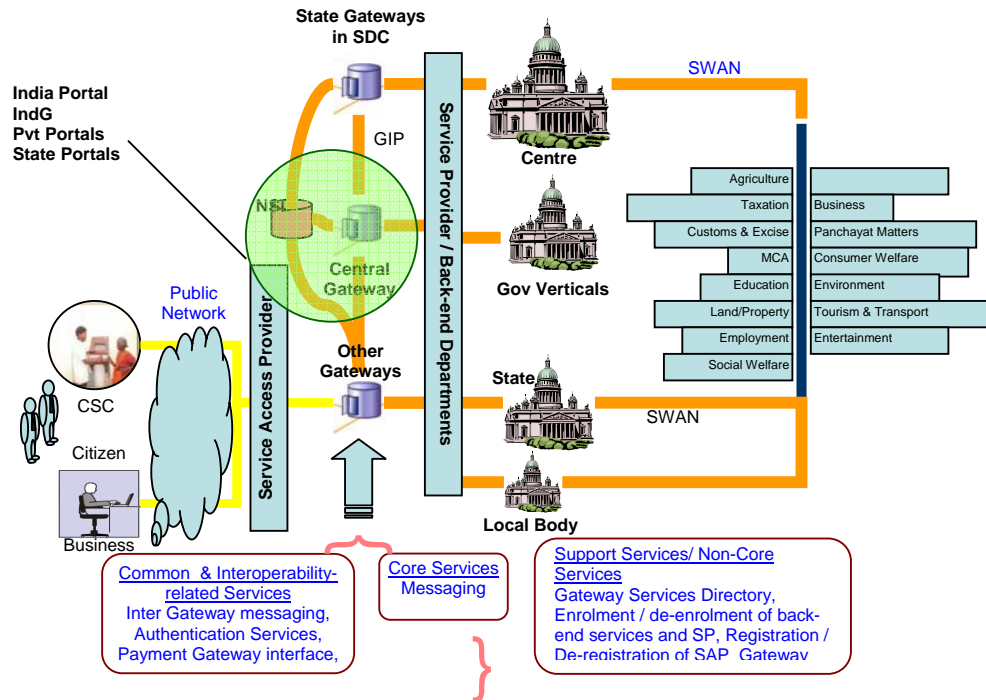 State Gateways
in SDC
SWAN
India Portal
IndG
Pvt Portals
State Portals
GIP
Centre
NSD
Central
Gateway
Service Access Provider
Service Provider / Back-end Departments
Gov Verticals
Agriculture
Taxation
Business
Customs & Excise
Panchayat Matters
MCA
Consumer Welfare
Education
Environment
Land/Property
Tourism & Transport
Employment
Entertainment
Social Welfare
Public
Network
Other
Gateways
State
SWAN
CSC
Citizen
Business
Local Body
Common & Interoperability-
related Services
Inter Gateway messaging,
Authentication Services,
Payment Gateway interface,
Core Services
Messaging
Support Services/ Non-Core
Services
Gateway Services Directory,
Enrolment / de-enrolment of back-
end services and SP, Registration /
De-registration of SAP Gateway